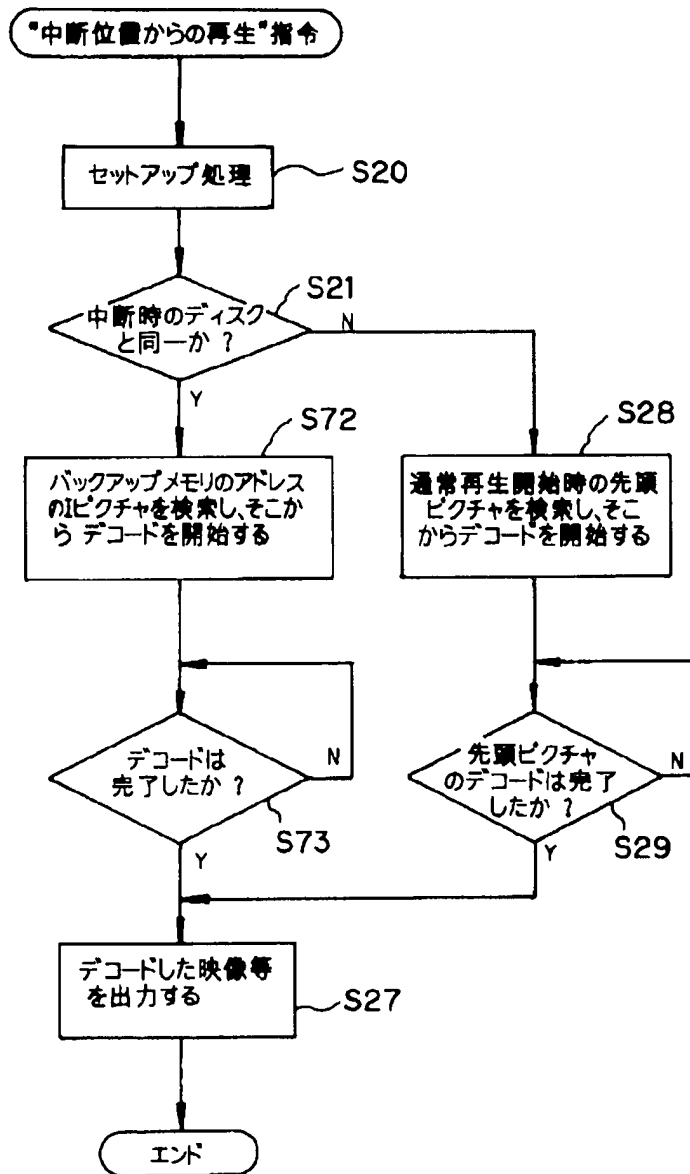 "中断位置からの再生"指令
セットアップ処理
S20
S21
中断時のディスク
と同一か ?
N
Y
S72
バックアップメモリのアドレス
のIピクチャを検索し、そこか
ら デコードを開始する
S28
通常再生開始時の先頭
ピクチャを検索し、そこ
からデコードを開始する
デコードは
完了したか ?
N
S73
Y
先頭ピクチャ
のデコードは完了
したか ?
N
S29
Y
デコードした映像等
を出力する
S27
エンド